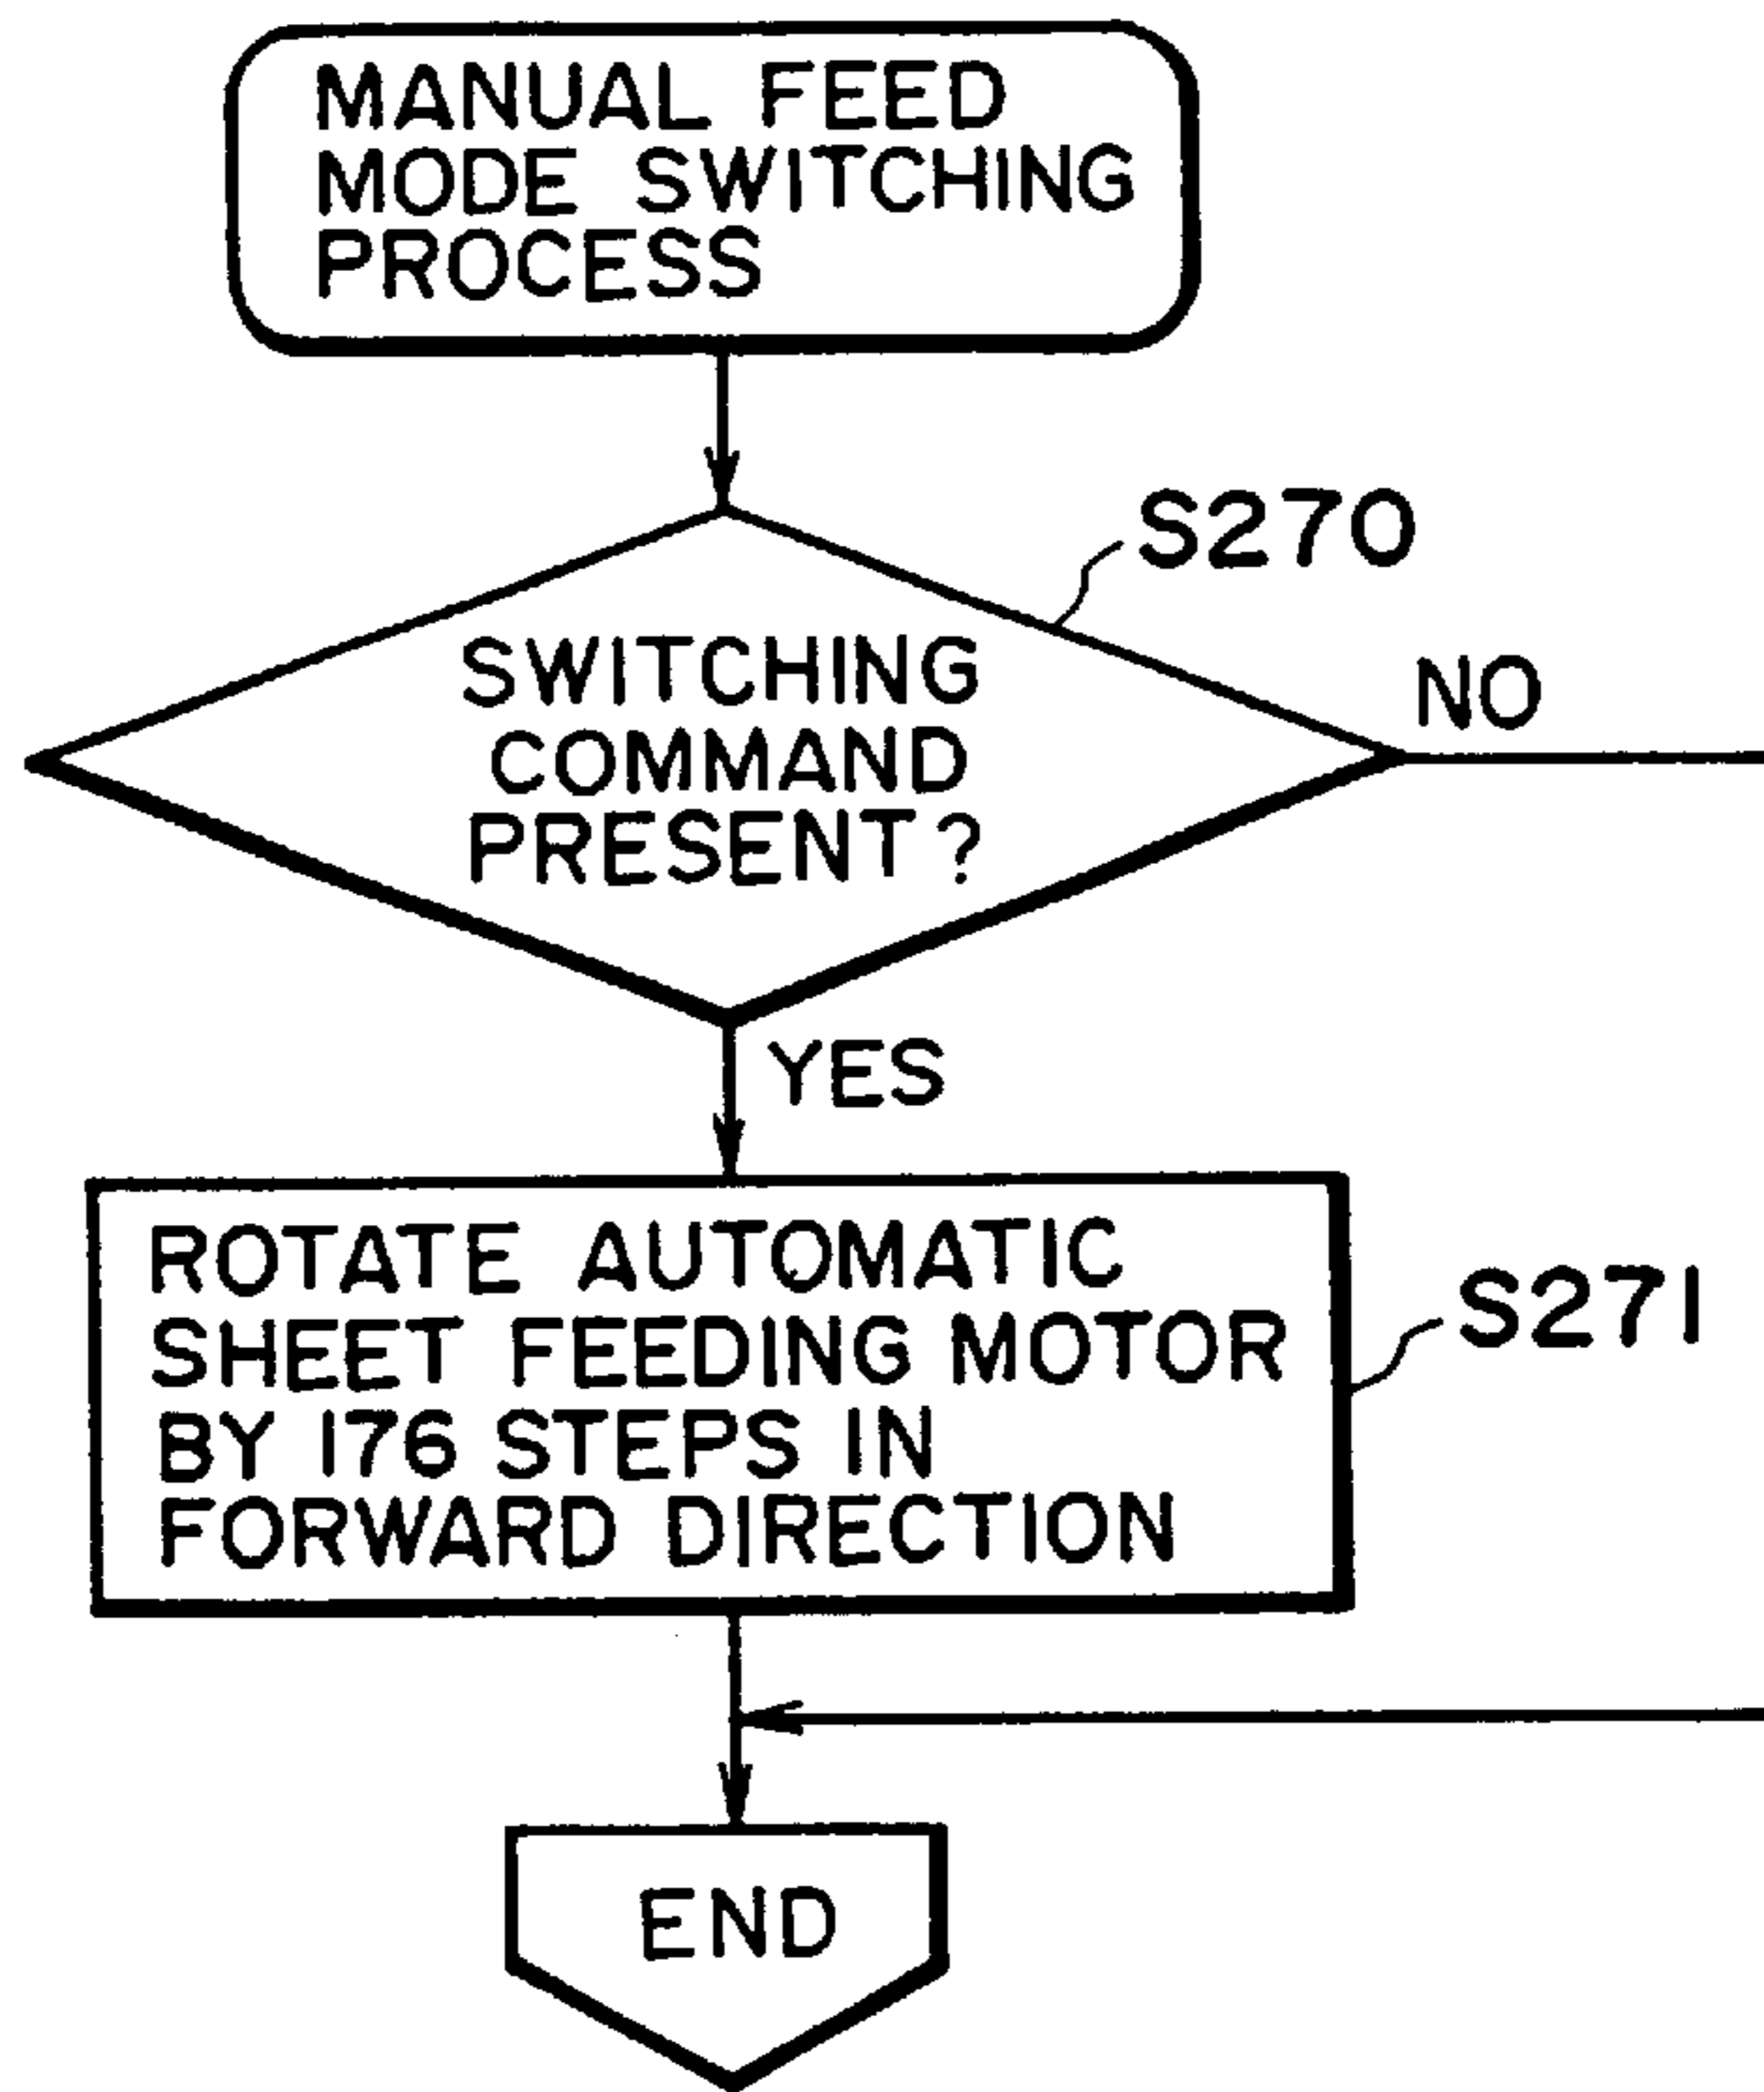 MANUAL FEED
MODE SWITCHING
PROCESS
S270
SWITCHING
COMMAND
PRESENT?
NO
YES
ROTATE AUTOMATIC
SHEET FEEDING MOTOR
BY 176 STEPS IN
FORWARD DIRECTION
S271
END